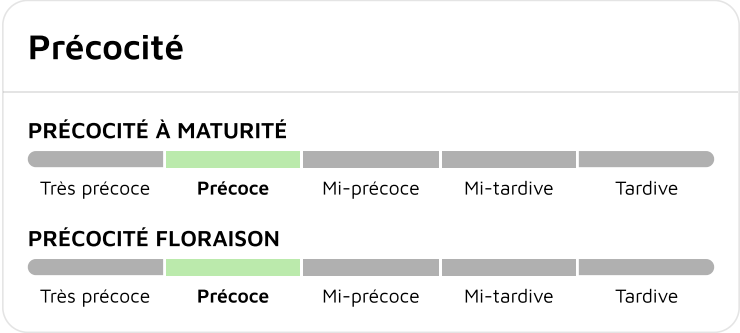 Précocité
PRÉCOCITÉ À MATURITÉ
Très précoce Précoce Mi-précoce Mi-tardive Tardive
PRÉCOCITÉ FLORAISON
Très précoce Précoce Mi-précoce Mi-tardive Tardive